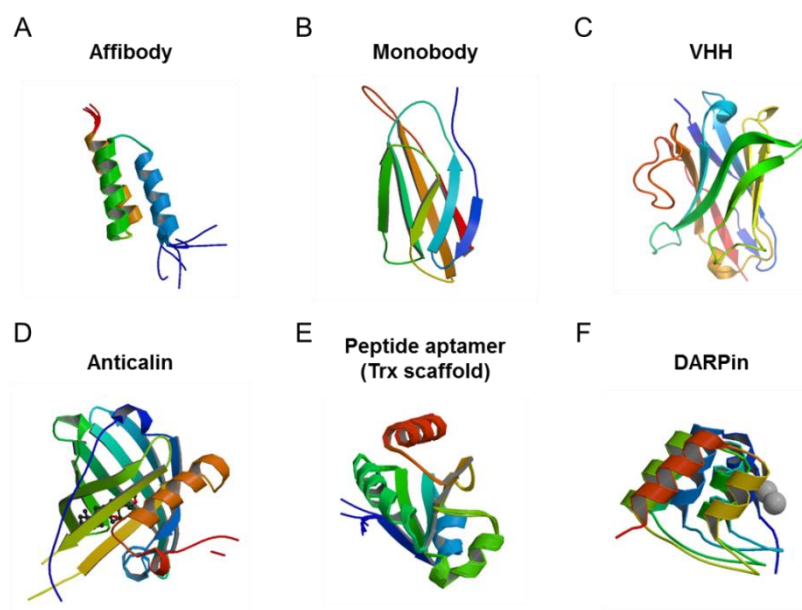 A
Affibody
B
Monobody
C
VHH
D
Anticalin
E
Peptide aptamer
(Trx scaffold)
F
DARPin